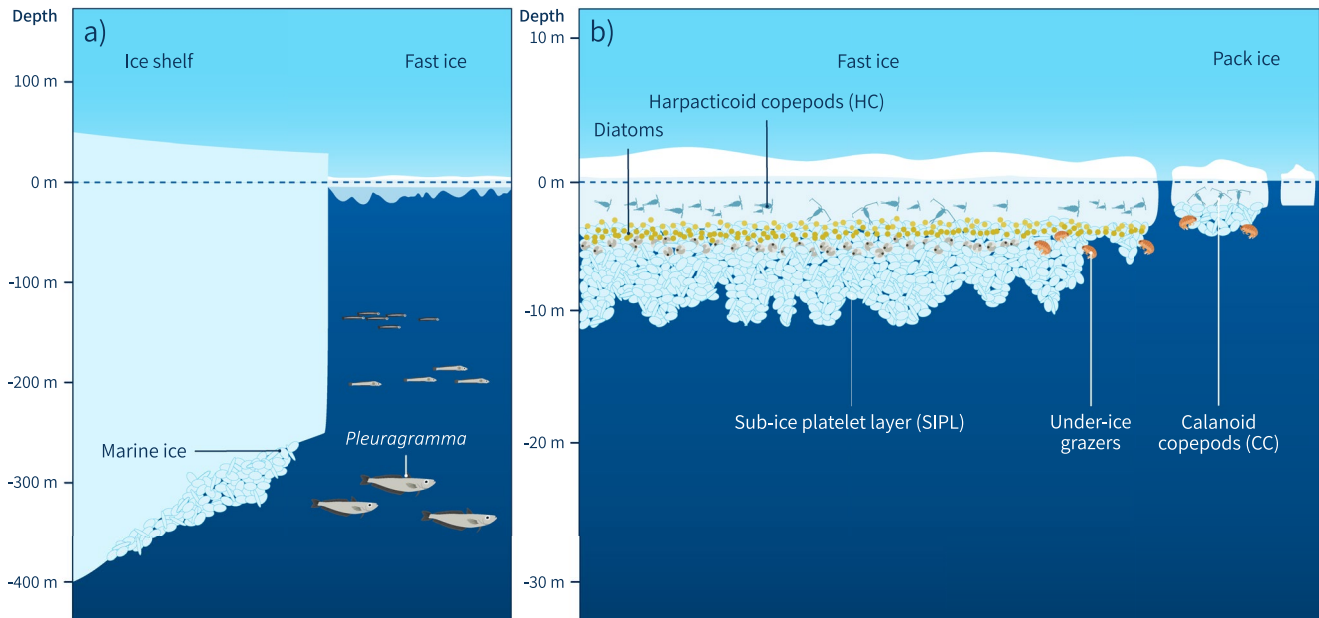 Depth
a)
Ice shelf
Fast ice
100 m
0 m
-100 m
-200 m
-300 m
-400 m
Marine ice
Pleuragramma
Depth
b)
10 m
Fast ice
Pack ice
Harpacticoid copepods (HC)
Diatoms
0 m
-10 m
-20 m
-30 m
Sub-ice platelet layer (SIPL)
Under-ice
grazers
Calanoid
copepods (CC)